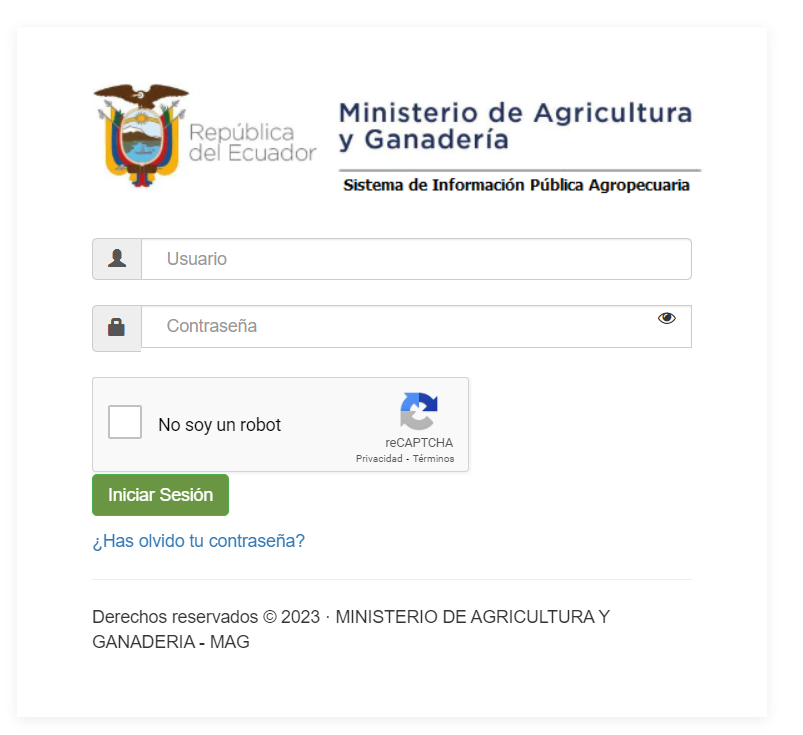 República
del Ecuador
Ministerio de Agricultura
y Ganadería
Sistema de Información Pública Agropecuaria
Usuario
Contraseña
No soy un robot
reCAPTCHA
Privacidad - Términos
Iniciar Sesión
¿Has olvido tu contraseña?
Derechos reservados © 2023 · MINISTERIO DE AGRICULTURA Y
GANADERIA - MAG